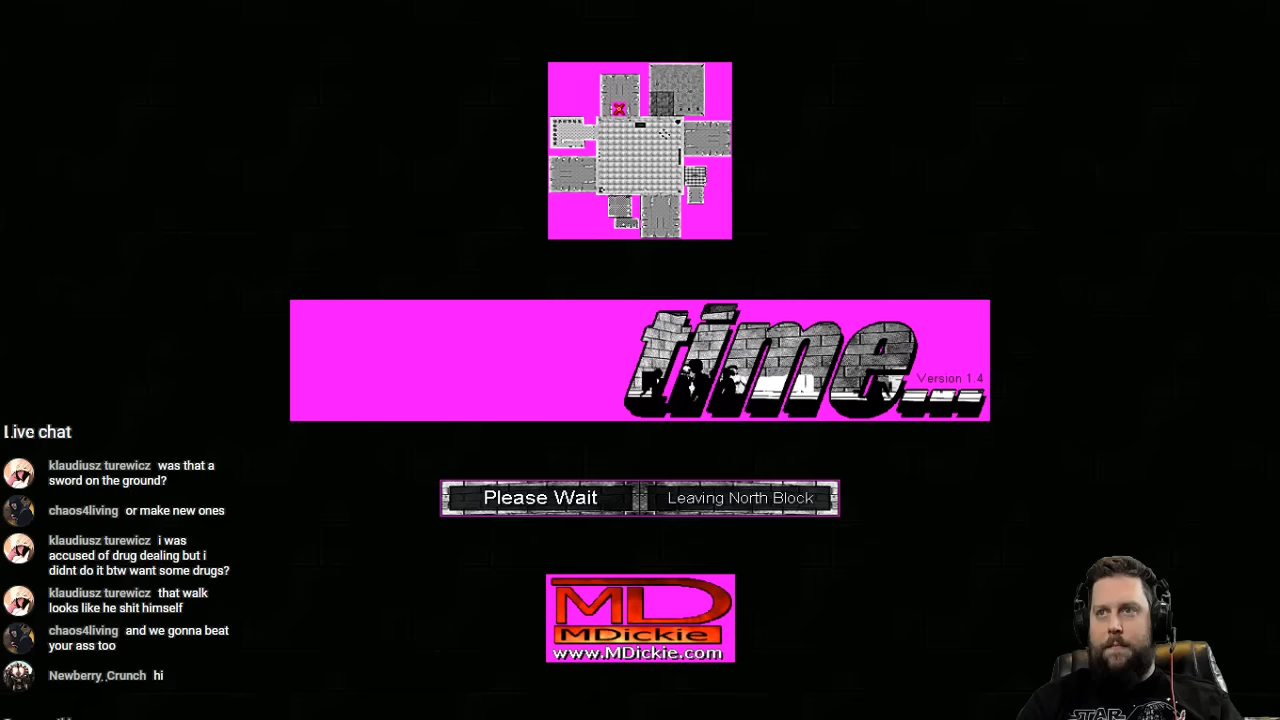 time...
Version 1.4
Please Wait
Leaving North Block
MD
MDickie
www.MDickie.com
Live chat
klaudiusz turewicz was that a
sword on the ground?
chaos4living or make new ones
klaudiusz turewicz i was
accused of drug dealing but i
didnt do it btw want some drugs?
klaudiusz turewicz that walk
looks like he shit himself
chaos4living and we gonna beat
your ass too
Newberry_Crunch hi
STAR